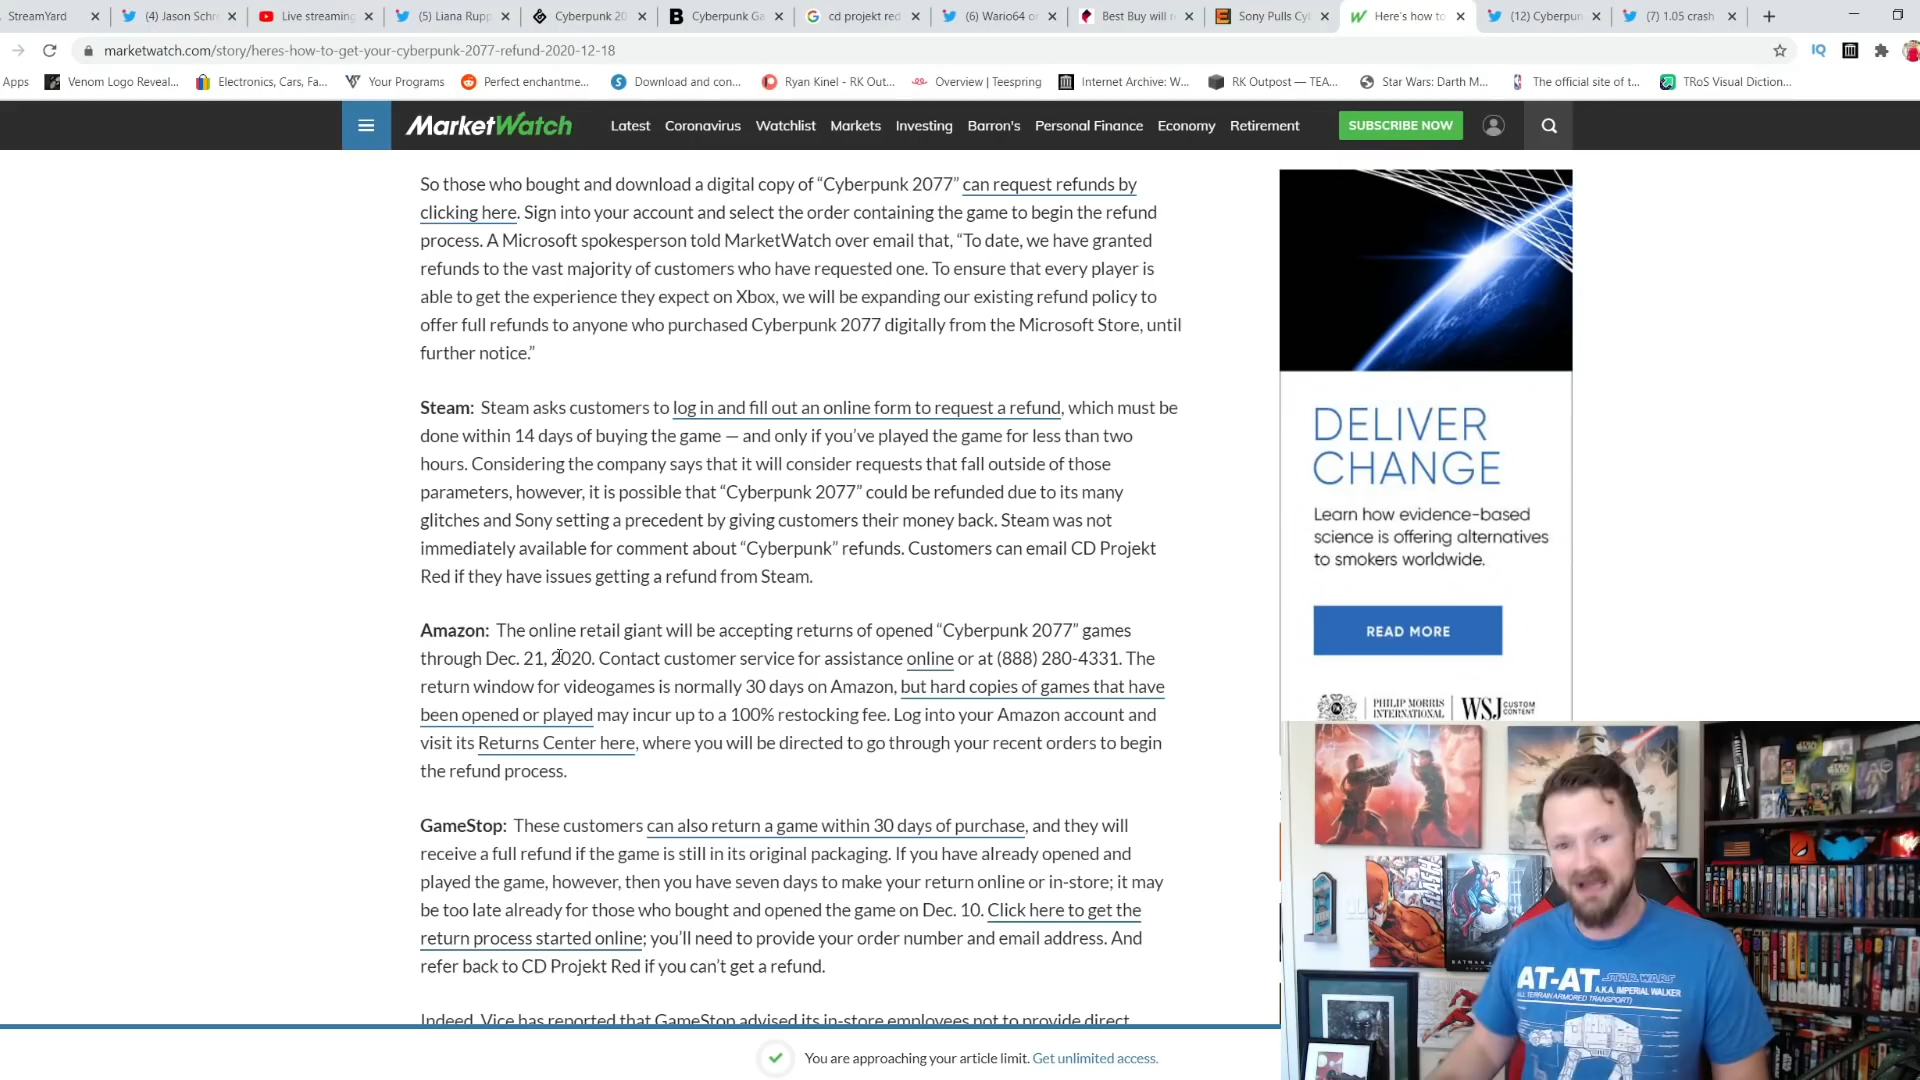 StreamYard
(4) Jason Schr
Live streaming
(5) Liana Rupp
Cyberpunk 20
Cyberpunk Ga
cd projekt red
(6) Wario64 o
Best Buy will r
Sony Pulls Cy
Here's how to
(12) Cyberpun
(7) 1.05 crash
marketwatch.com/story/heres-how-to-get-your-cyberpunk-2077-refund-2020-12-18
IQ
Apps
Venom Logo Reveal...
Electronics, Cars, Fa...
Your Programs
Perfect enchantme...
Download and con...
Ryan Kinel - RK Out...
Overview | Teespring
Internet Archive: W...
RK Outpost — TEA...
Star Wars: Darth M...
The official site of t...
TRoS Visual Diction...
MarketWatch
Latest
Coronavirus
Watchlist
Markets
Investing
Barron's
Personal Finance
Economy
Retirement
SUBSCRIBE NOW
So those who bought and download a digital copy of “Cyberpunk 2077” can request refunds by
clicking here. Sign into your account and select the order containing the game to begin the refund
process. A Microsoft spokesperson told MarketWatch over email that, “To date, we have granted
refunds to the vast majority of customers who have requested one. To ensure that every player is
able to get the experience they expect on Xbox, we will be expanding our existing refund policy to
offer full refunds to anyone who purchased Cyberpunk 2077 digitally from the Microsoft Store, until
further notice.”
Steam: Steam asks customers to log in and fill out an online form to request a refund, which must be
done within 14 days of buying the game — and only if you’ve played the game for less than two
hours. Considering the company says that it will consider requests that fall outside of those
parameters, however, it is possible that “Cyberpunk 2077” could be refunded due to its many
glitches and Sony setting a precedent by giving customers their money back. Steam was not
immediately available for comment about “Cyberpunk” refunds. Customers can email CD Projekt
Red if they have issues getting a refund from Steam.
Amazon: The online retail giant will be accepting returns of opened “Cyberpunk 2077” games
through Dec. 21, 2020. Contact customer service for assistance online or at (888) 280-4331. The
return window for videogames is normally 30 days on Amazon, but hard copies of games that have
been opened or played may incur up to a 100% restocking fee. Log into your Amazon account and
visit its Returns Center here, where you will be directed to go through your recent orders to begin
the refund process.
GameStop: These customers can also return a game within 30 days of purchase, and they will
receive a full refund if the game is still in its original packaging. If you have already opened and
played the game, however, then you have seven days to make your return online or in-store; it may
be too late already for those who bought and opened the game on Dec. 10. Click here to get the
return process started online; you’ll need to provide your order number and email address. And
refer back to CD Projekt Red if you can’t get a refund.
Indeed, Vice has reported that GameStop advised its in-store employees not to provide direct
You are approaching your article limit. Get unlimited access.
DELIVER
CHANGE
Learn how evidence-based
science is offering alternatives
to smokers worldwide.
READ MORE
PHILIP MORRIS
INTERNATIONAL
WSJ CUSTOM
CONTENT
FLASH
AT-AT STAR WARS
A.K.A. IMPERIAL WALKER
ALL TERRAIN ARMORED TRANSPORT)